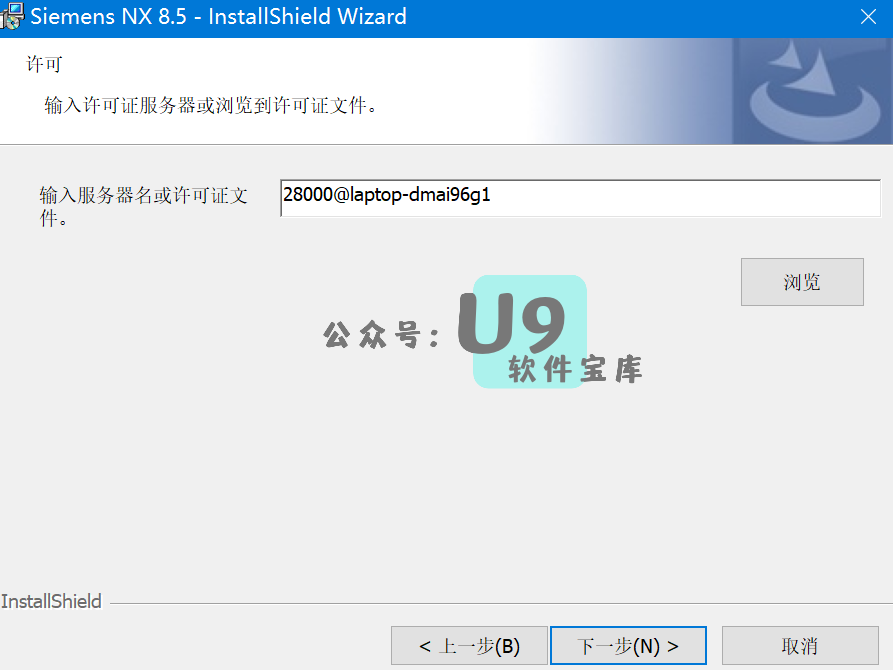 Siemens NX 8.5 - InstallShield Wizard
许可
输入许可证服务器或浏览到许可证文件。
输入服务器名或许可证文
件。
28000@laptop-dmai96g1
浏览
公众号：U9
软件宝库
InstallShield
< 上一步(B)
下一步(N) >
取消